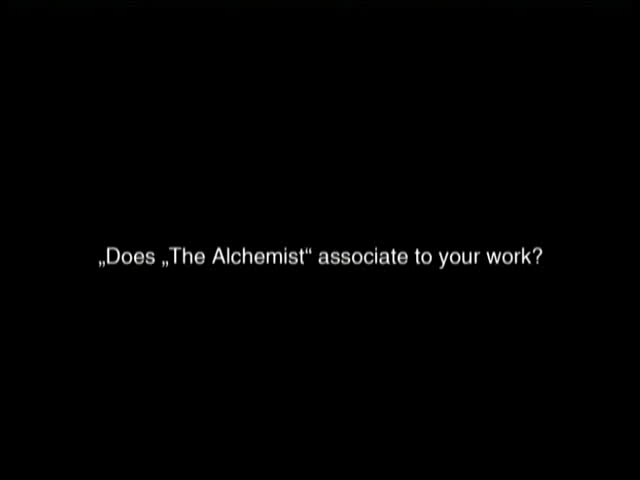 „Does „The Alchemist“ associate to your work?